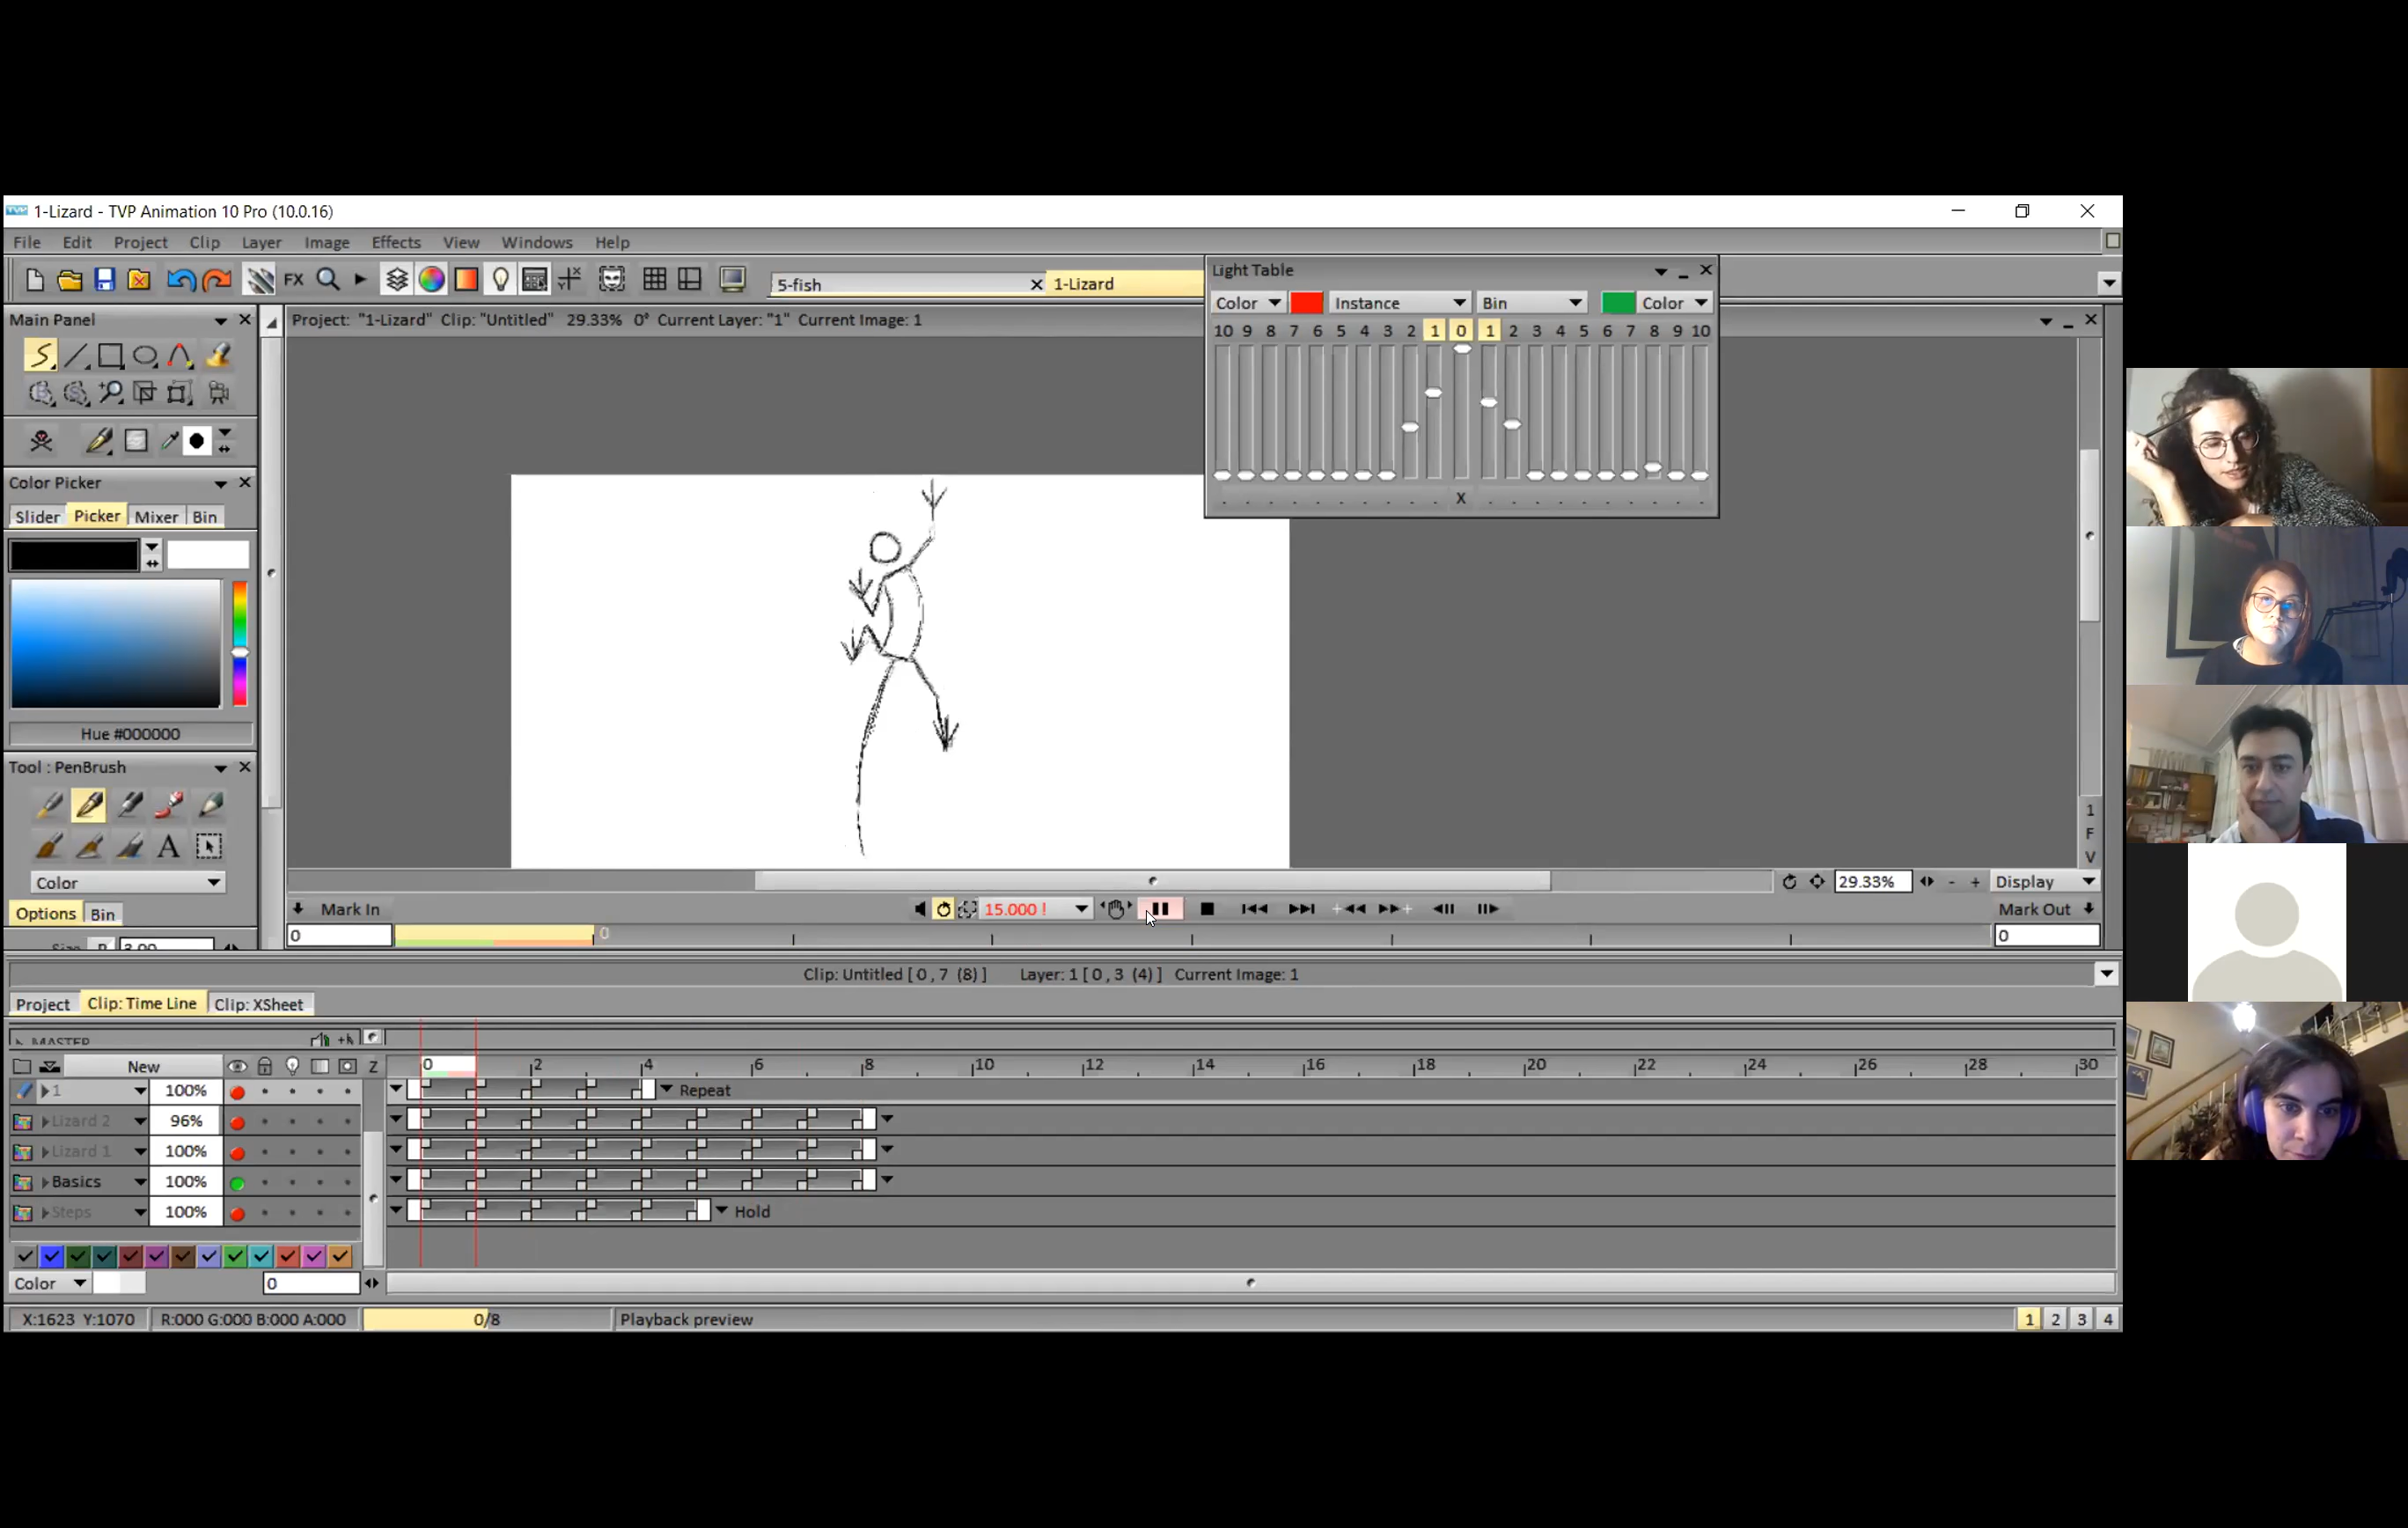 1-Lizard - TVP Animation 10 Pro (10.0.16)
File Edit Project Clip Layer Image Effects View Windows Help
FX
5-fish
1-Lizard
Light Table
Color Instance Bin Color
10 9 8 7 6 5 4 3 2 1 0 1 2 3 4 5 6 7 8 9 10
X
Main Panel
Project: "1-Lizard" Clip: "Untitled" 29.33% 0° Current Layer: "1" Current Image: 1
Color Picker
Slider Picker Mixer Bin
Hue #000000
Tool : PenBrush
A
Color
Options Bin
Size P 3.00
1
F
V
29.33% - + Display
Mark In
15.000 !
Mark Out
0
0
0
Clip: Untitled [ 0 , 7 (8) ] Layer: 1 [ 0 , 3 (4) ] Current Image: 1
Project Clip: Time Line Clip: XSheet
MASTER
New Z
0 2 4 6 8 10 12 14 16 18 20 22 24 26 28 30
1 100% Repeat
Lizard 2 96%
Lizard 1 100%
Basics 100%
Steps 100% Hold
Color 0
X:1623 Y:1070 R:000 G:000 B:000 A:000 0/8 Playback preview 1 2 3 4